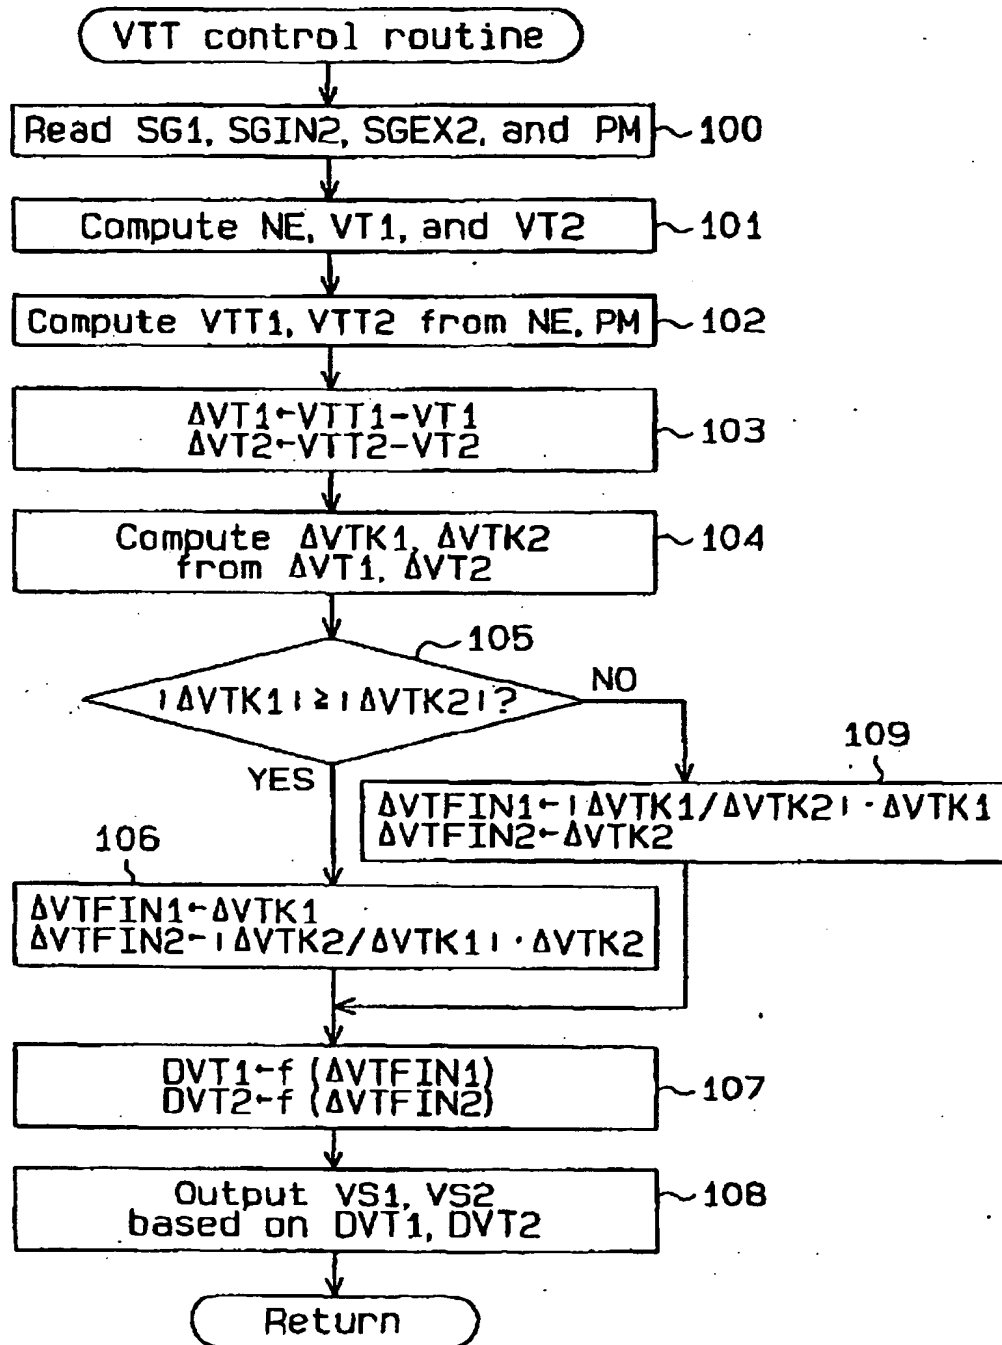 VTT control routine
Read SG1, SGIN2, SGEX2, and PM
100
Compute NE, VT1, and VT2
101
Compute VTT1, VTT2 from NE, PM
102
ΔVT1←VTT1-VT1
ΔVT2←VTT2-VT2
103
Compute ΔVTK1, ΔVTK2
from ΔVT1, ΔVT2
104
105
|ΔVTK1|≥|ΔVTK2|?
NO
YES
109
ΔVTFIN1←|ΔVTK1/ΔVTK2|·ΔVTK1
ΔVTFIN2←ΔVTK2
106
ΔVTFIN1←ΔVTK1
ΔVTFIN2←|ΔVTK2/ΔVTK1|·ΔVTK2
DVT1←f(ΔVTFIN1)
DVT2←f(ΔVTFIN2)
107
Output VS1, VS2
based on DVT1, DVT2
108
Return